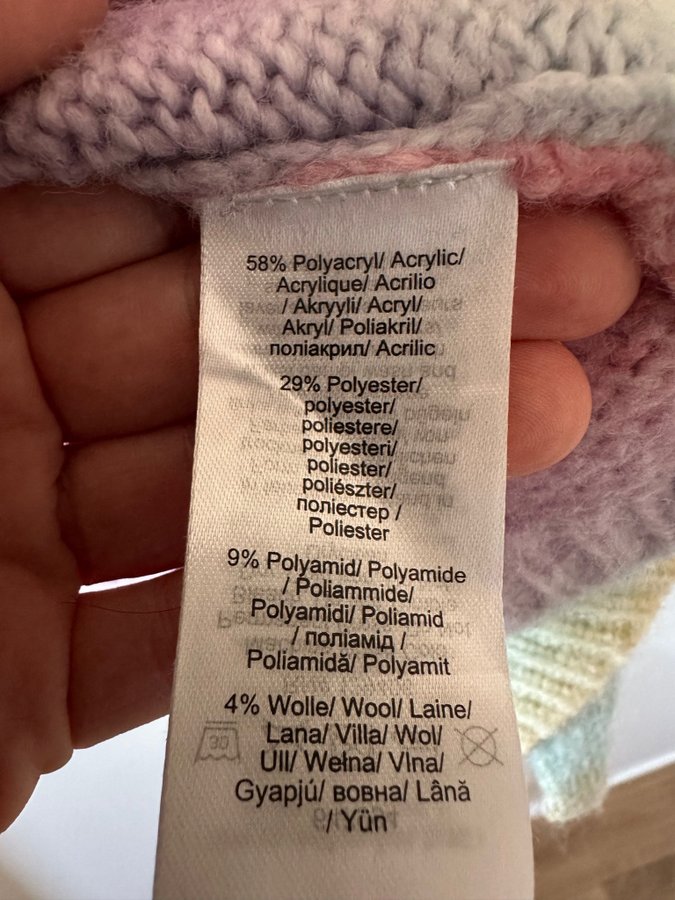 58% Polyacryl/ Acrylic/
Acrylique/ Acrilio
/ Akryyli/ Acryl/
Akryl/ Poliakril/
поліакрил/ Acrilic
29% Polyester/
polyester/
poliestere/
polyesteri/
poliester/
poliészter/
поліестер /
Poliester
9% Polyamid/ Polyamide
/ Poliammide/
Polyamidi/ Poliamid
/ поліамід /
Poliamidă/ Polyamit
4% Wolle/ Wool/ Laine/
Lana/ Villa/ Wol/
Ull/ Wełna/ Vlna/
Gyapjú/ вовна/ Lână
/ Yün
30